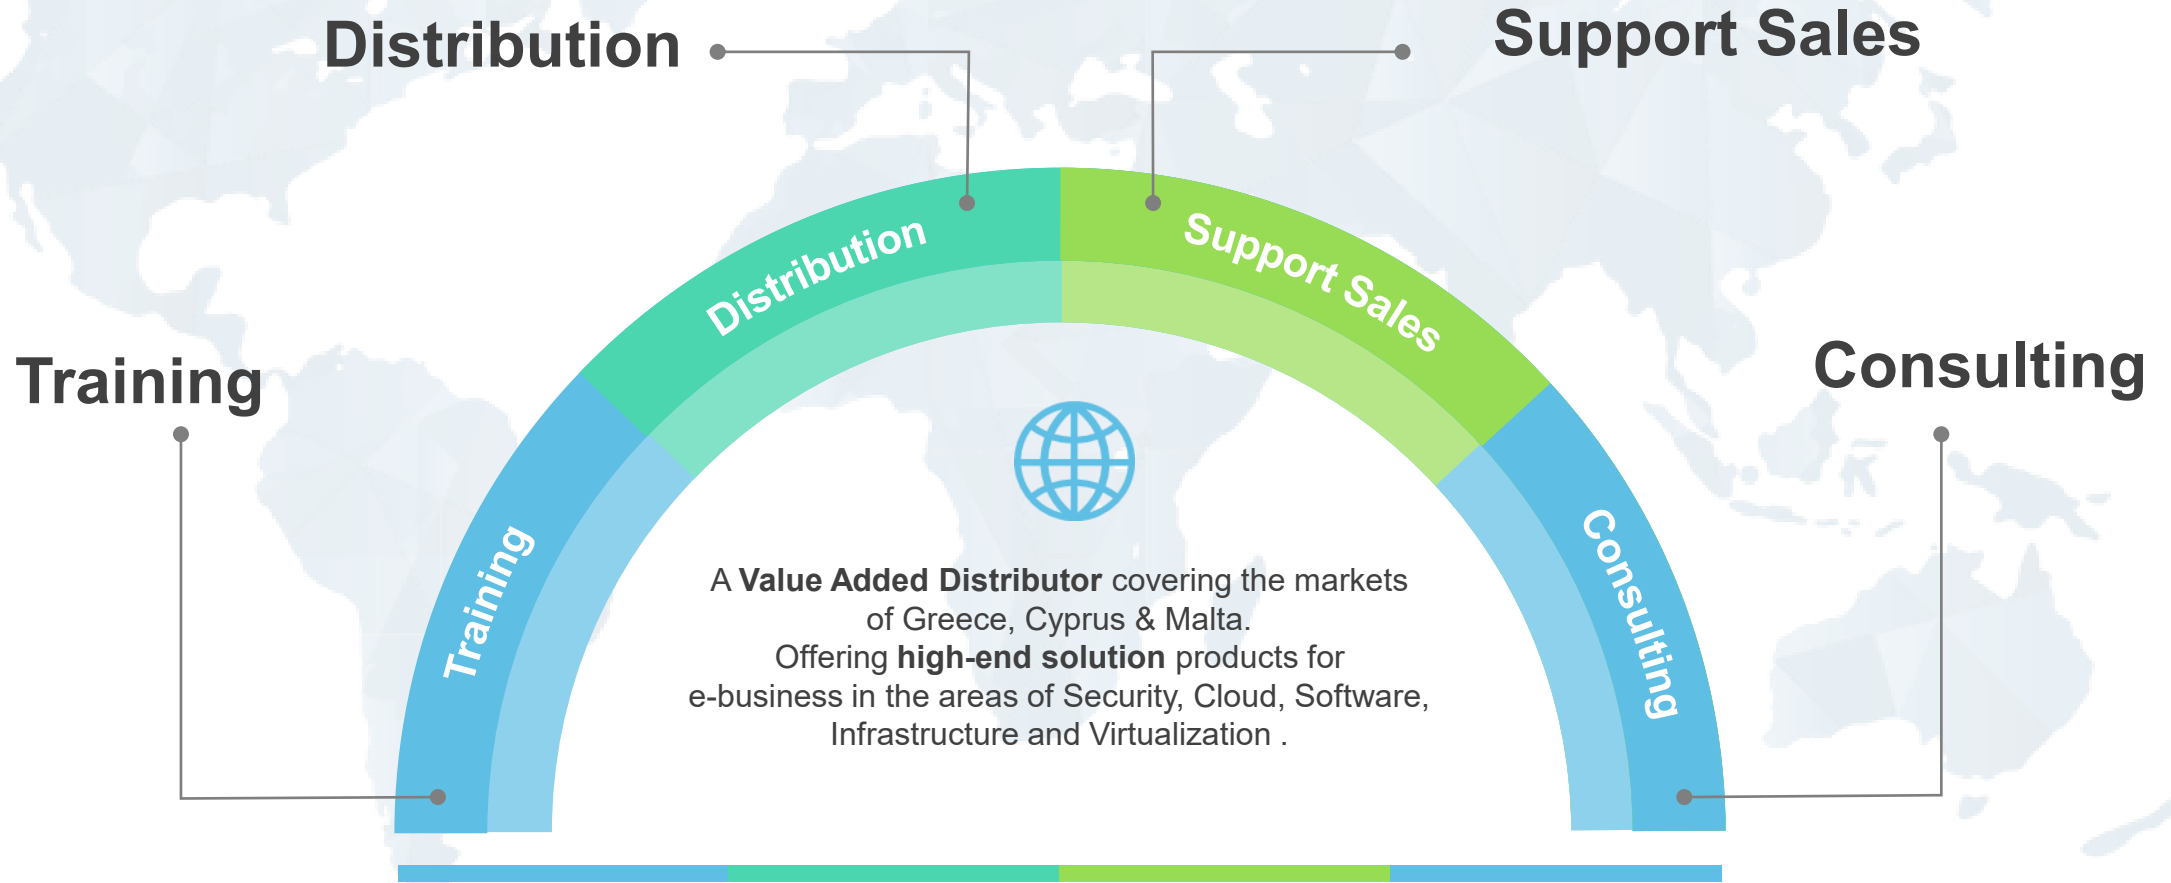 Distribution
Support Sales
Training
Consulting
Distribution
Support Sales
Training
Consulting
A Value Added Distributor covering the markets
of Greece, Cyprus & Malta.
Offering high-end solution products for
e-business in the areas of Security, Cloud, Software,
Infrastructure and Virtualization .